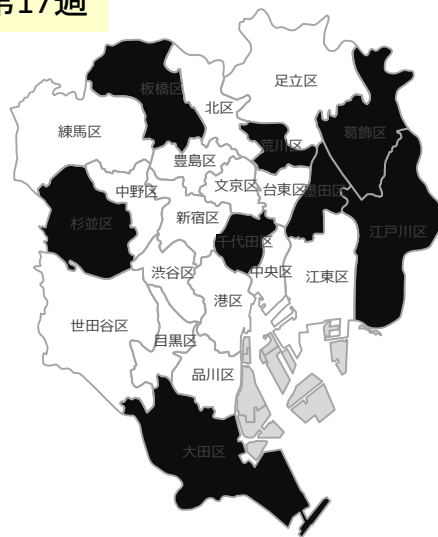 第17週
足立区
板橋区
北区
葛飾区
練馬区
荒川区
豊島区
文京区
台東区
墨田区
中野区
杉並区
新宿区
江戸川区
千代田区
渋谷区
中央区
江東区
港区
世田谷区
目黒区
品川区
大田区